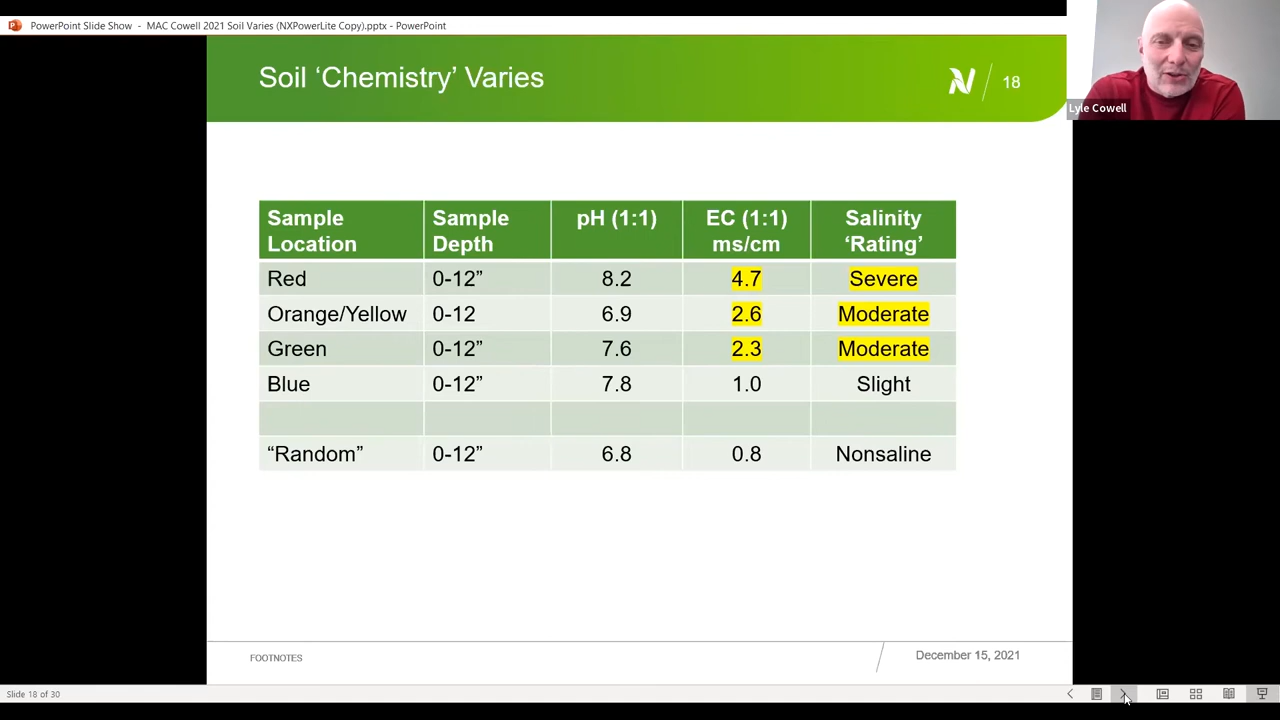 PowerPoint Slide Show - MAC Cowell 2021 Soil Varies (NXPowerLite Copy).pptx - PowerPoint
Lyle Cowell
Soil ‘Chemistry’ Varies
18
Sample Location Sample Depth pH (1:1) EC (1:1) ms/cm Salinity ‘Rating’
Red 0-12” 8.2 4.7 Severe
Orange/Yellow 0-12 6.9 2.6 Moderate
Green 0-12” 7.6 2.3 Moderate
Blue 0-12” 7.8 1.0 Slight
“Random” 0-12” 6.8 0.8 Nonsaline
FOOTNOTES
December 15, 2021
Slide 18 of 30